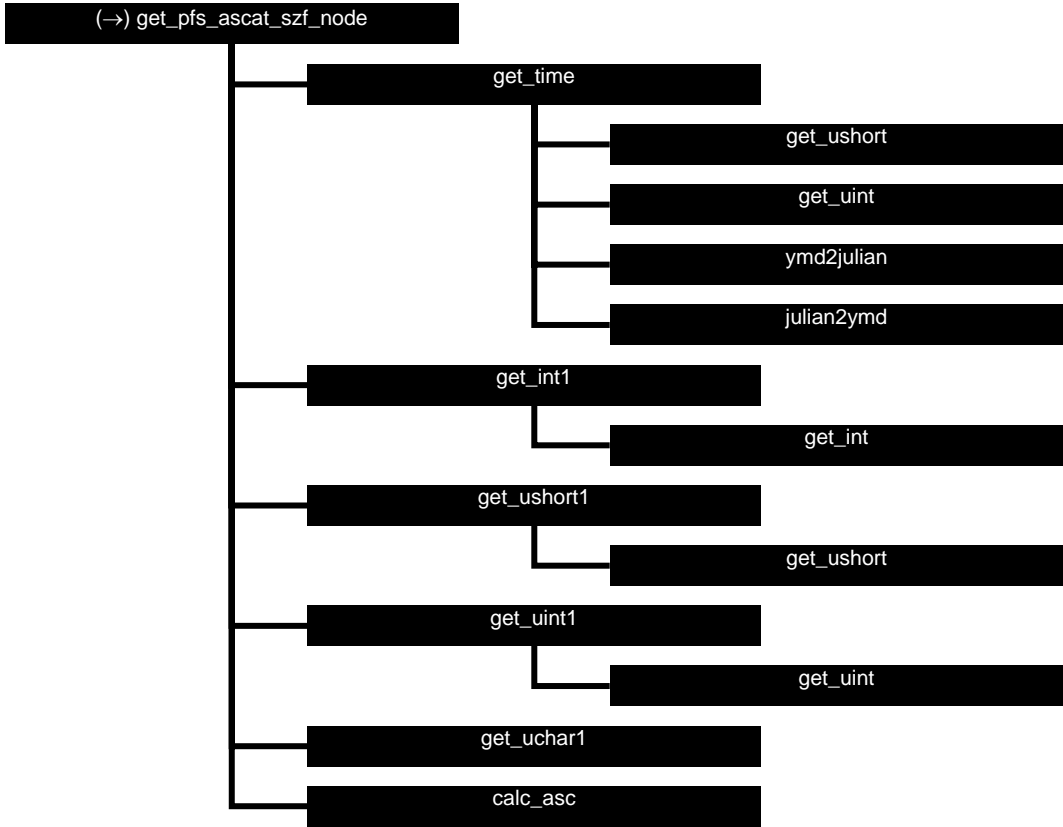 (→) get_pfs_ascat_szf_node
get_time
get_ushort
get_uint
ymd2julian
julian2ymd
get_int1
get_int
get_ushort1
get_ushort
get_uint1
get_uint
get_uchar1
calc_asc